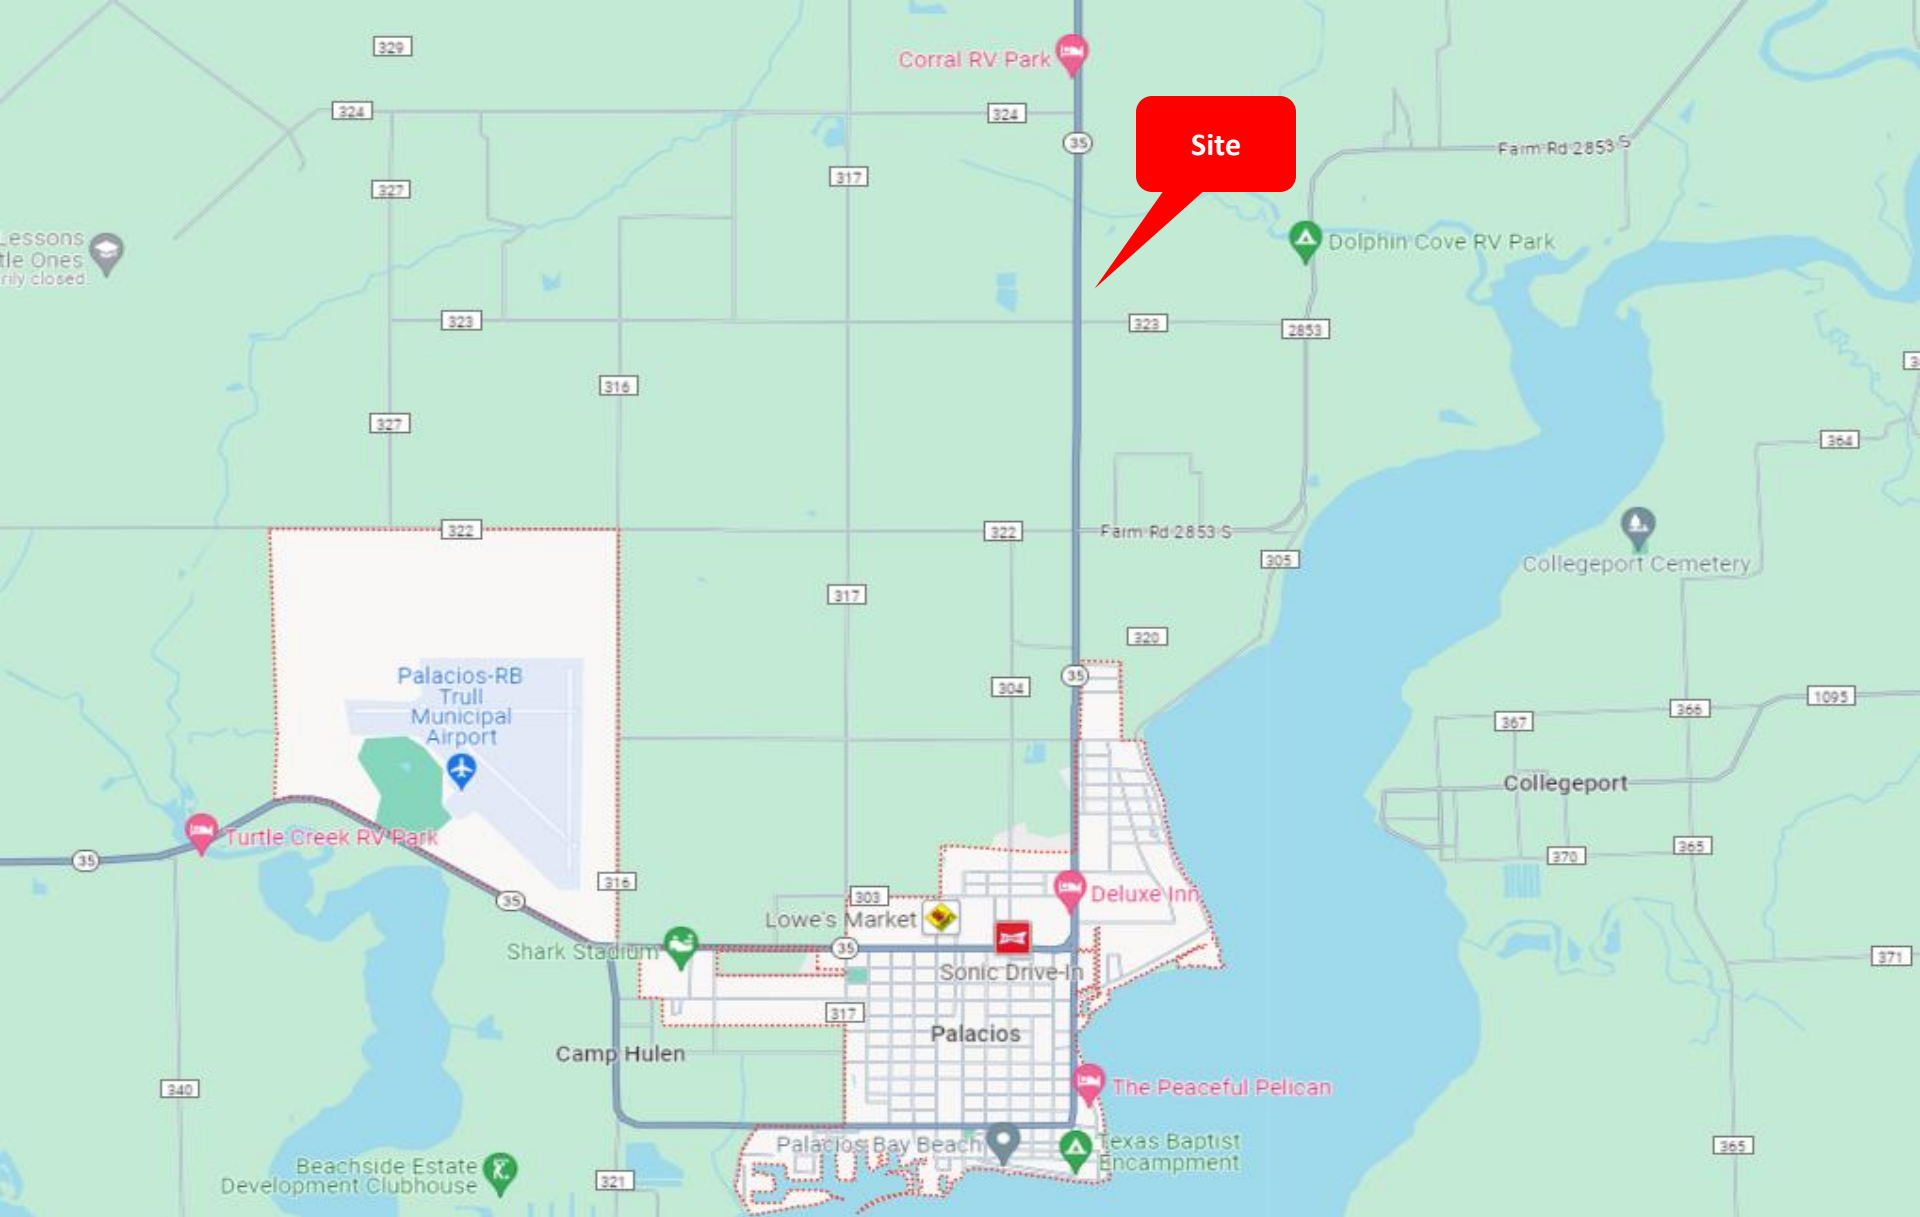 329
Corral RV Park
324
324
35
Site
Farm Rd 2853 S
317
327
Lessons
tle Ones
rily closed
Dolphin Cove RV Park
323
323
2853
316
327
364
322
322
Farm Rd 2853 S
305
Collegeport Cemetery
317
320
Palacios-RB
Trull
Municipal
Airport
35
304
366
1095
367
Collegeport
Turtle Creek RV Park
35
365
370
316
303
Deluxe Inn
35
Lowe's Market
Shark Stadium
35
Sonic Drive-In
371
317
Palacios
Camp Hulen
340
The Peaceful Pelican
Palacios Bay Beach
Texas Baptist
Encampment
365
Beachside Estate
Development Clubhouse
321